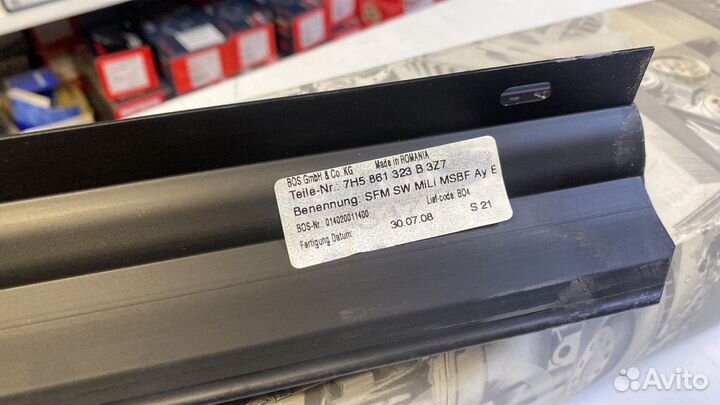 BOS GmbH & Co. KG Made in ROMANIA
Teile-Nr.: 7H5 861 323 B 3Z7
Benennung: SFM SW MiLi MSBF Ay E
BOS-Nr.: 014020011400 Lief-code: BO4
Fertigung Datum: 30.07.08 S 21
Avito